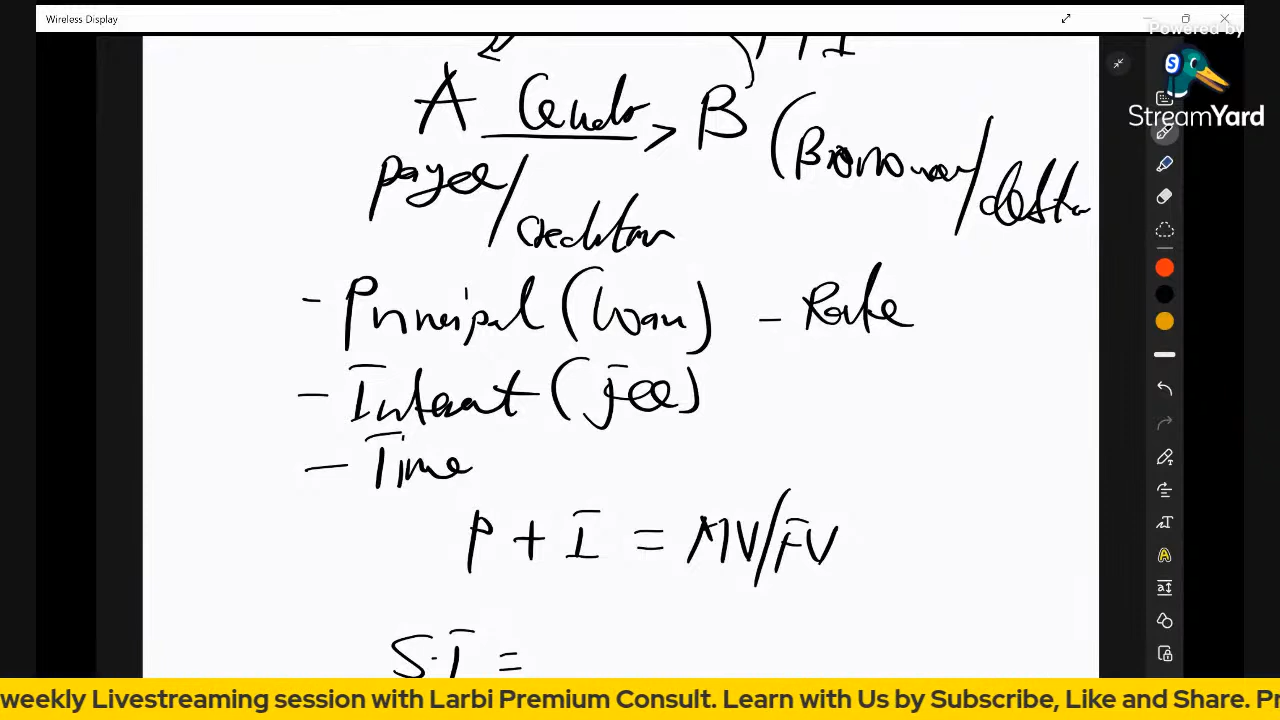 Wireless Display
Powered by
StreamYard
P + I
A Lends > B (Borrower/debtor
payee/creditor
- Principal (loan) - Rate
- Interest (fee)
- Time
P + I = MV/FV
S.I =
weekly Livestreaming session with Larbi Premium Consult. Learn with Us by Subscribe, Like and Share. Pr